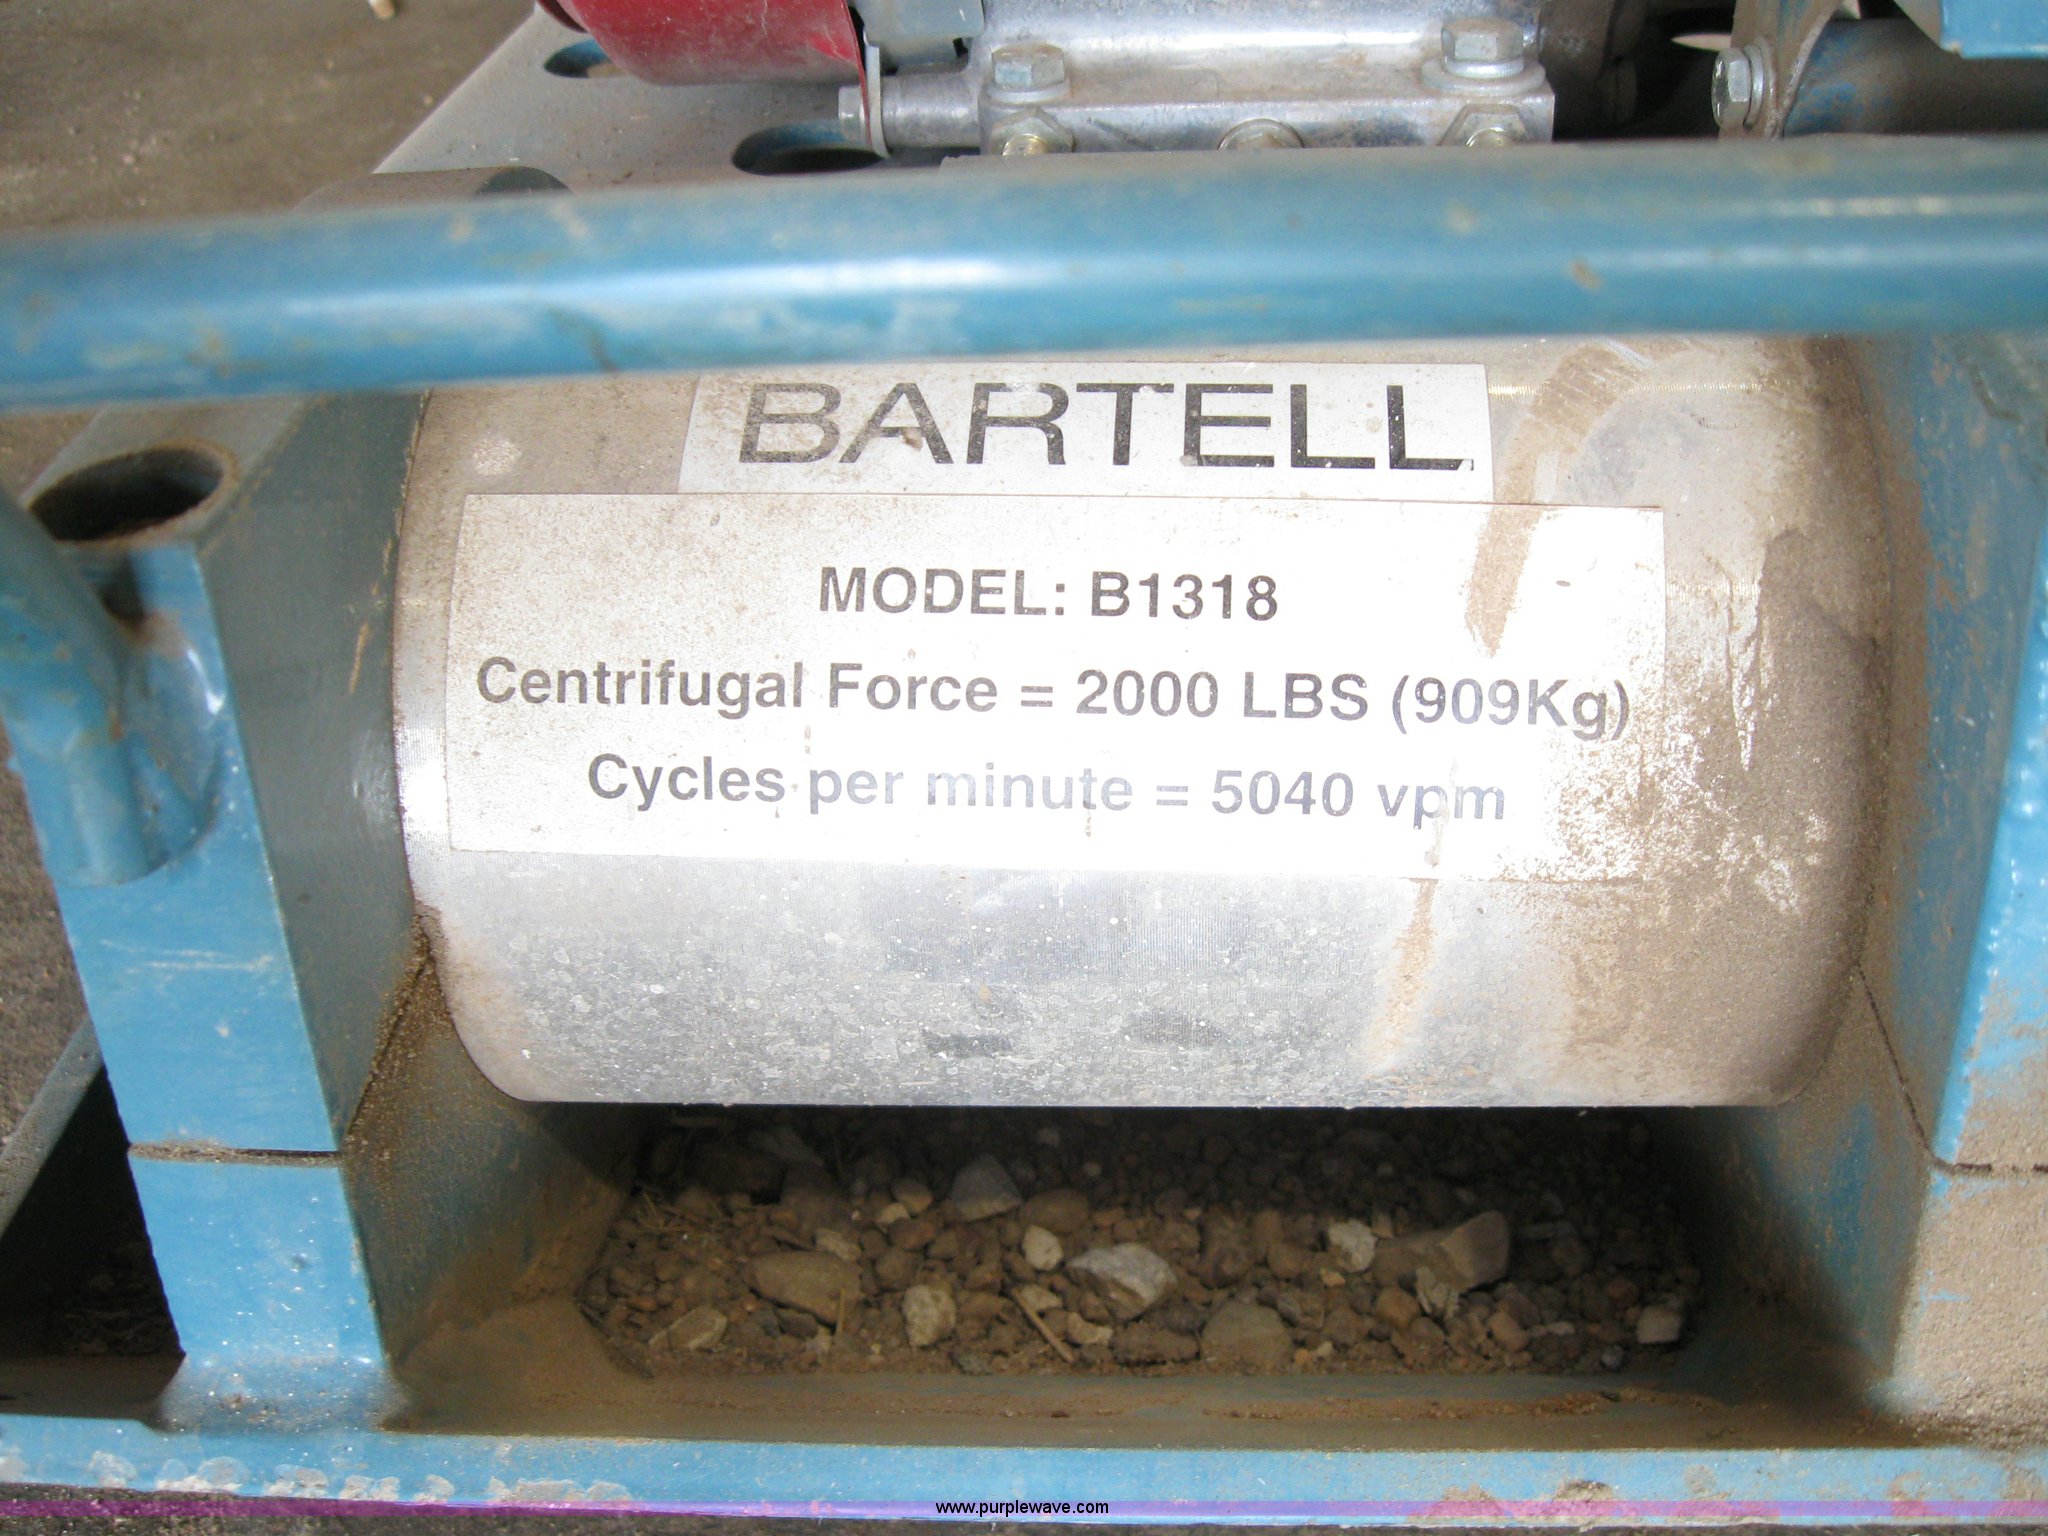 BARTELL
MODEL: B1318
Centrifugal Force = 2000 LBS (909Kg)
Cycles per minute = 5040 vpm
www.purplewave.com